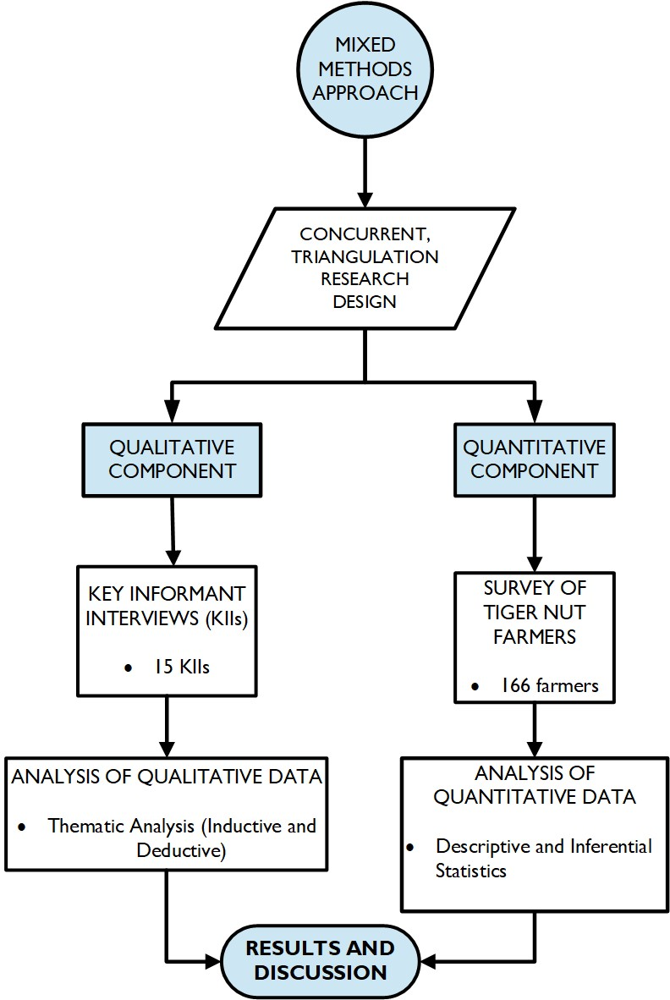 MIXED
METHODS
APPROACH
CONCURRENT,
TRIANGULATION
RESEARCH
DESIGN
QUALITATIVE
COMPONENT
QUANTITATIVE
COMPONENT
KEY INFORMANT
INTERVIEWS (KIIs)
• 15 KIIs
SURVEY OF
TIGER NUT
FARMERS
• 166 farmers
ANALYSIS OF QUALITATIVE DATA
• Thematic Analysis (Inductive and
Deductive)
ANALYSIS OF
QUANTITATIVE DATA
• Descriptive and Inferential
Statistics
RESULTS AND
DISCUSSION